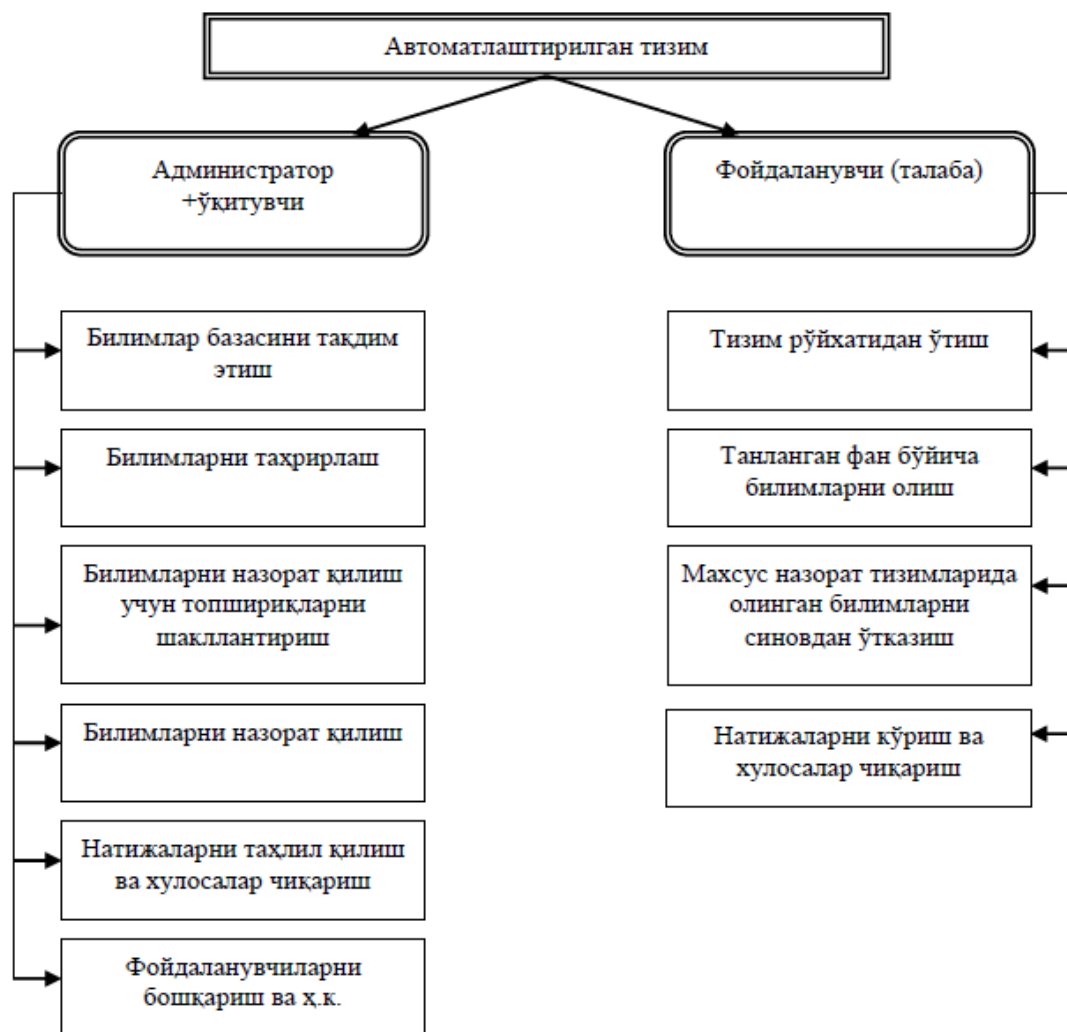 Автоматлаштирилган тизим
Администратор
+ўқитувчи
Фойдаланувчи (талаба)
Билимлар базасини тақдим
этиш
Билимларни таҳрирлаш
Билимларни назорат қилиш
учун топшириқларни
шакллантириш
Билимларни назорат қилиш
Натижаларни таҳлил қилиш
ва хулосалар чиқариш
Фойдаланувчиларни
бошқариш ва ҳ.к.
Тизим рўйхатидан ўтиш
Танланган фан бўйича
билимларни олиш
Махсус назорат тизимларида
олинган билимларни
синовдан ўтказиш
Натижаларни кўриш ва
хулосалар чиқариш